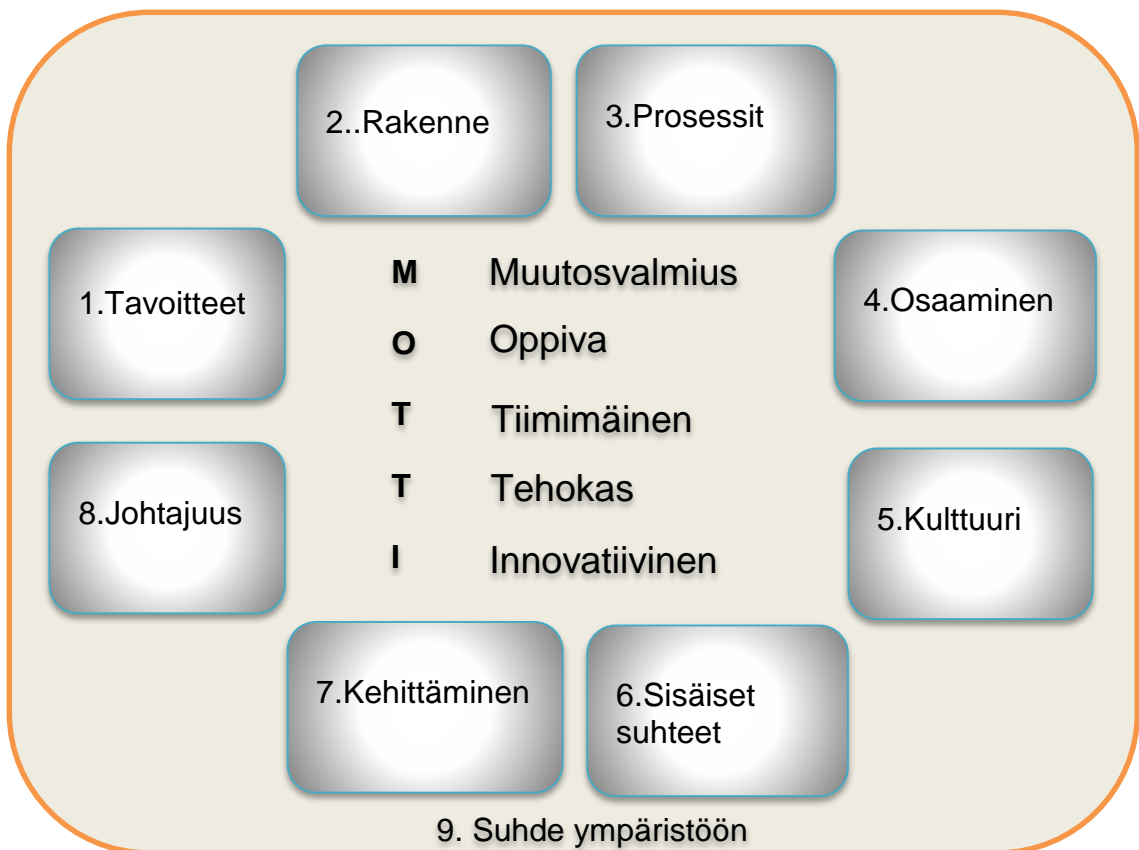 2..Rakenne
3.Prosessit
1.Tavoitteet
M Muutosvalmius
4.Osaaminen
O Oppiva
T Tiimimäinen
T Tehokas
8.Johtajuus
5.Kulttuuri
I Innovatiivinen
7.Kehittäminen
6.Sisäiset
suhteet
9. Suhde ympäristöön